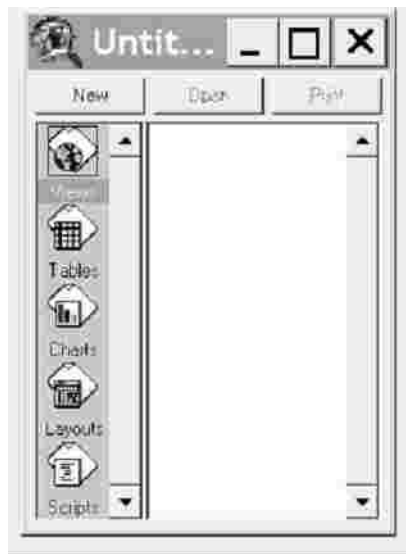 Untit...
New Open Print
Views
Tables
Charts
Layouts
Scripts